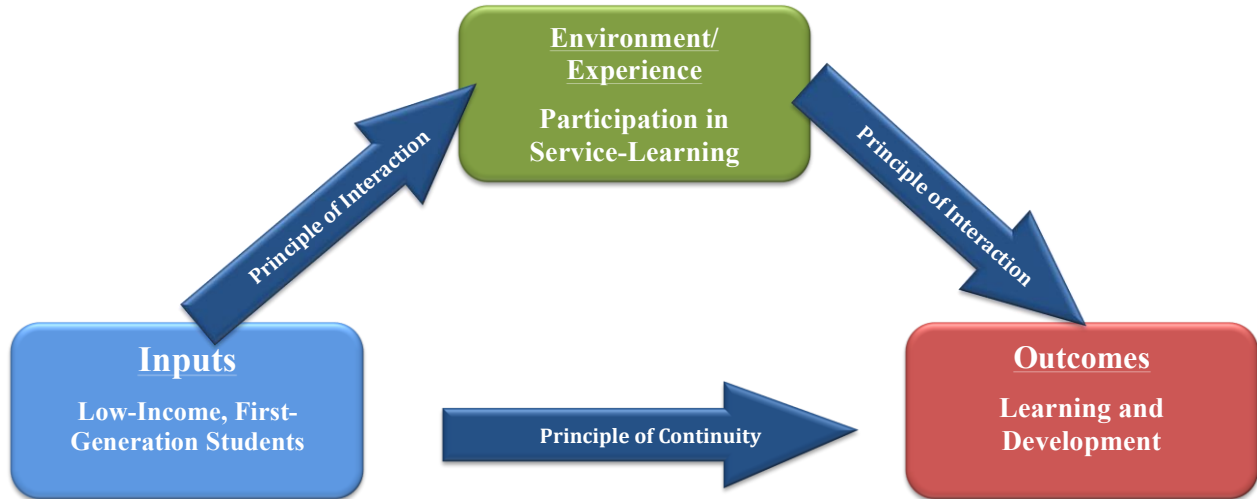 Environment/
Experience
Participation in
Service-Learning
Principle of Interaction
Principle of Interaction
Inputs
Low-Income, First-
Generation Students
Principle of Continuity
Outcomes
Learning and
Development